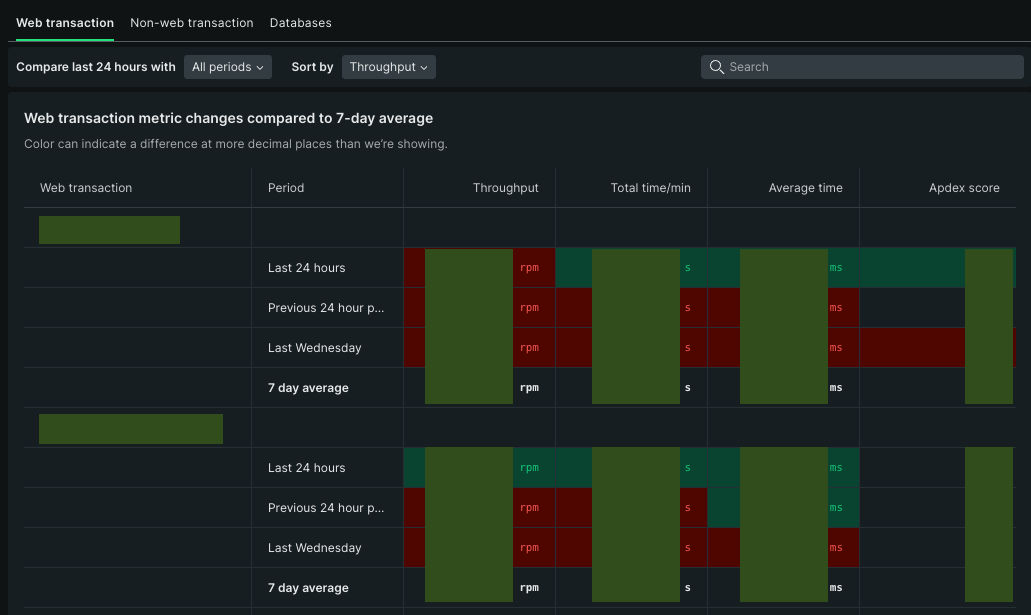 Web transaction Non-web transaction Databases
Compare last 24 hours with All periods Sort by Throughput Search
Web transaction metric changes compared to 7-day average
Color can indicate a difference at more decimal places than we're showing.
Web transaction Period Throughput Total time/min Average time Apdex score
Last 24 hours rpm s ms
Previous 24 hour p... rpm s ms
Last Wednesday rpm s ms
7 day average rpm s ms
Last 24 hours rpm s ms
Previous 24 hour p... rpm s ms
Last Wednesday rpm s ms
7 day average rpm s ms